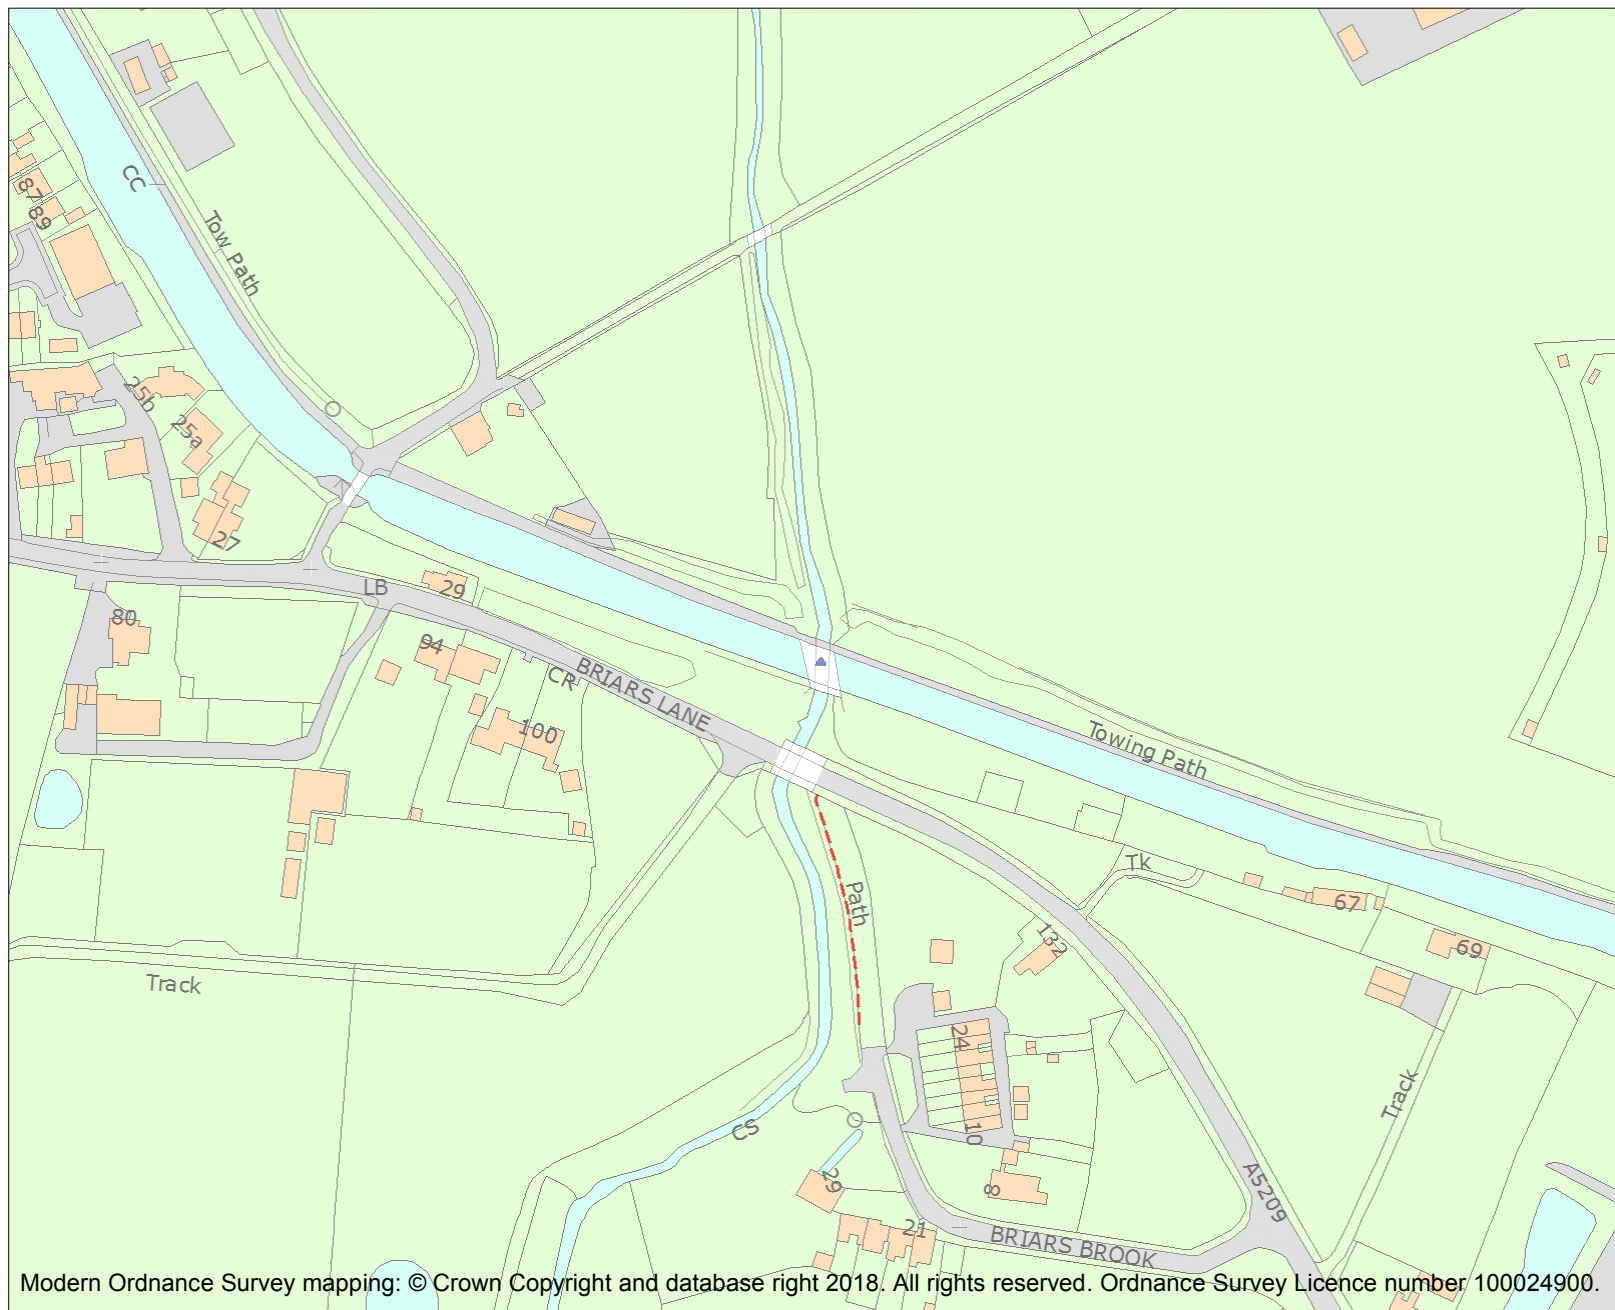 CC
87
89
Tow Path
25b
25a
27
LB
29
80
94
CR
BRIARS LANE
100
Towing Path
Tk
67
Path
132
69
Track
24
Track
CS
10
29
8
A5209
21
BRIARS BROOK
Modern Ordnance Survey mapping: © Crown Copyright and database right 2018. All rights reserved. Ordnance Survey Licence number 100024900.